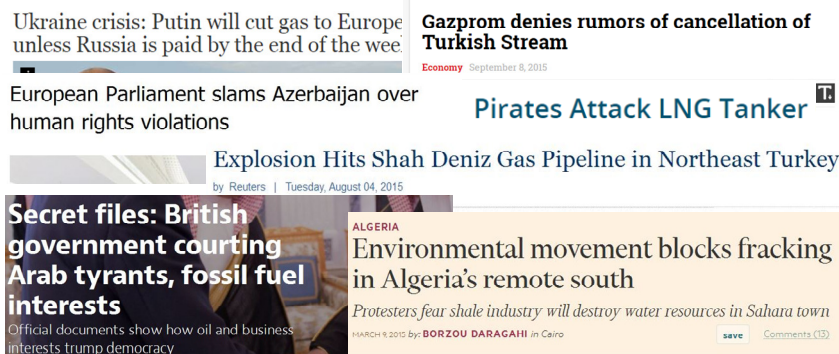 Ukraine crisis: Putin will cut gas to Europe
unless Russia is paid by the end of the week
Gazprom denies rumors of cancellation of
Turkish Stream
Economy September 8, 2015
European Parliament slams Azerbaijan over
human rights violations
Pirates Attack LNG Tanker
T
Explosion Hits Shah Deniz Gas Pipeline in Northeast Turkey
by Reuters | Tuesday, August 04, 2015
Secret files: British
government courting
Arab tyrants, fossil fuel
interests
Official documents show how oil and business
interests trump democracy
ALGERIA
Environmental movement blocks fracking
in Algeria's remote south
Protesters fear shale industry will destroy water resources in Sahara town
MARCH 9, 2015 by: BORZOU DARAGAHI in Cairo
save
Comments (13)